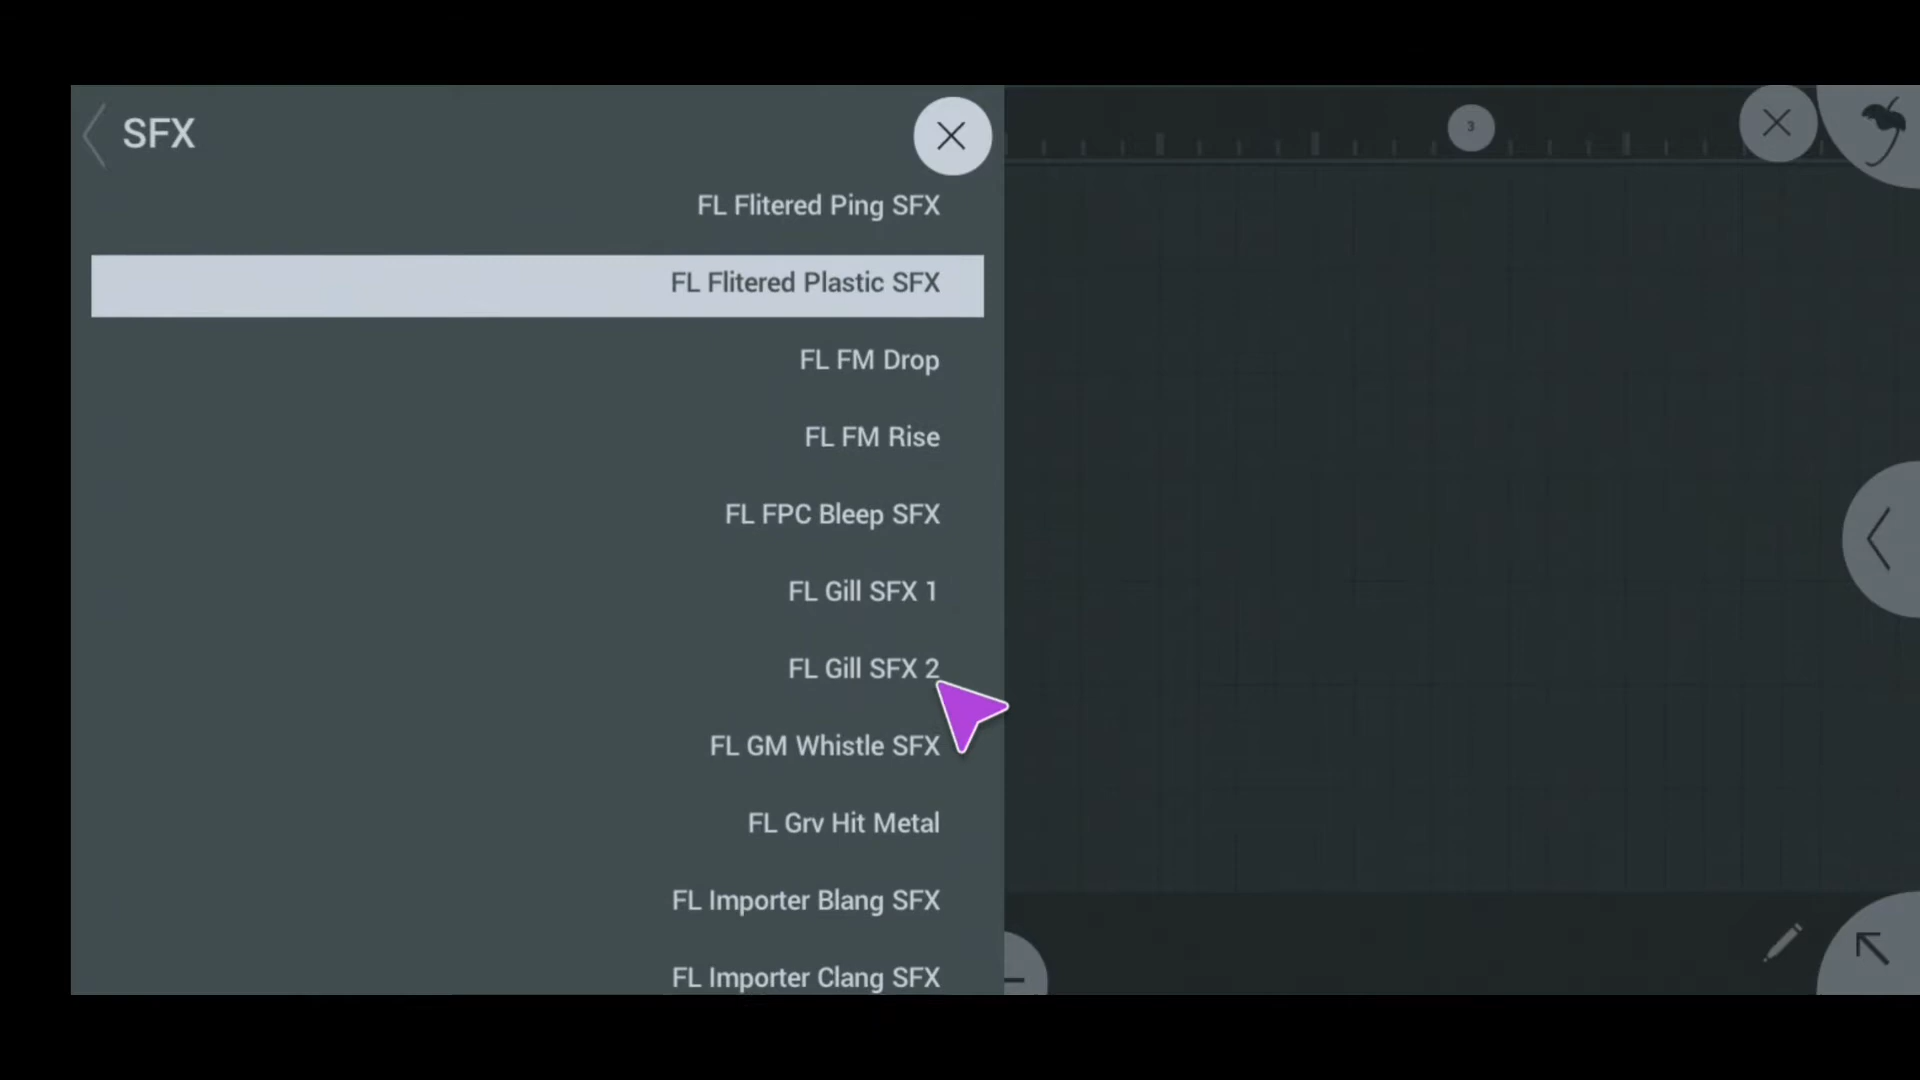 SFX
3
FL Flitered Ping SFX
FL Flitered Plastic SFX
FL FM Drop
FL FM Rise
FL FPC Bleep SFX
FL Gill SFX 1
FL Gill SFX 2
FL GM Whistle SFX
FL Grv Hit Metal
FL Importer Blang SFX
FL Importer Clang SFX